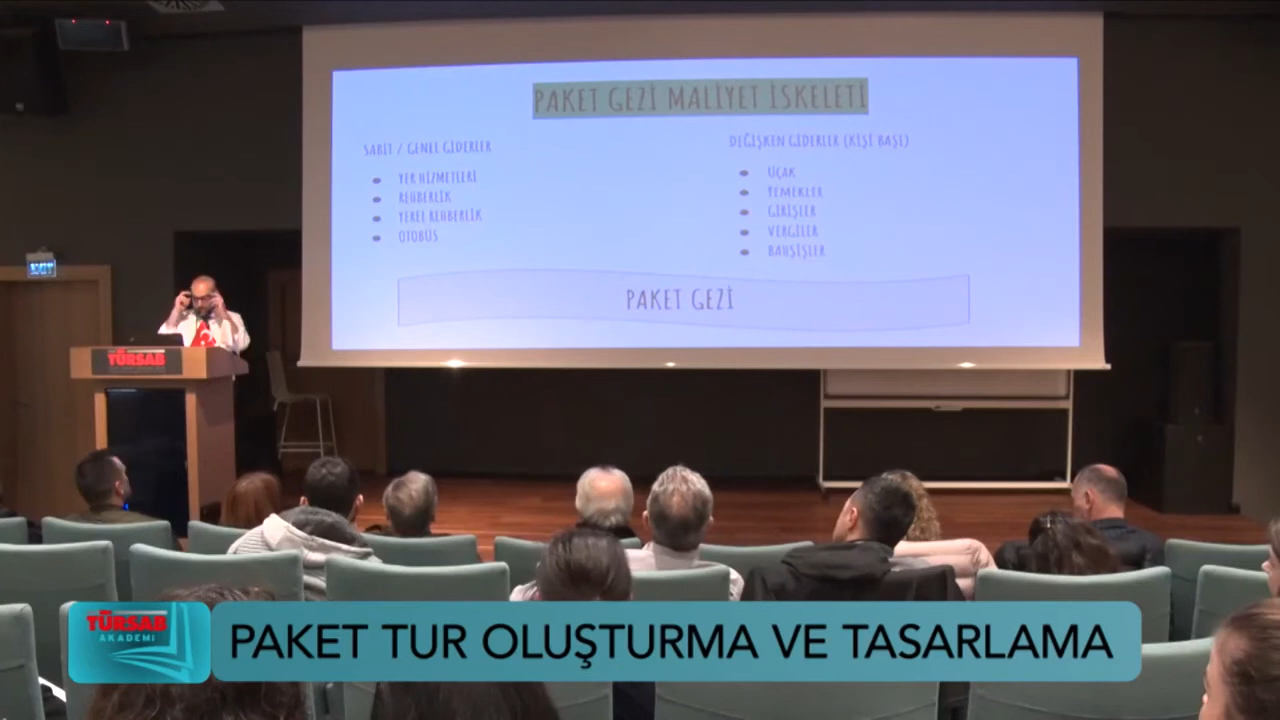 PAKET GEZİ MALİYET İSKELETİ
SABİT / GENEL GİDERLER
YER HİZMETLERİ
REHBERLİK
YEREL REHBERLİK
OTOBÜS
DEĞİŞKEN GİDERLER (KİŞİ BAŞI)
UÇAK
YEMEKLER
GİRİŞLER
VERGİLER
BAHŞİŞLER
PAKET GEZİ
EXIT
TÜRSAB
TÜRSAB
AKADEMİ
PAKET TUR OLUŞTURMA VE TASARLAMA